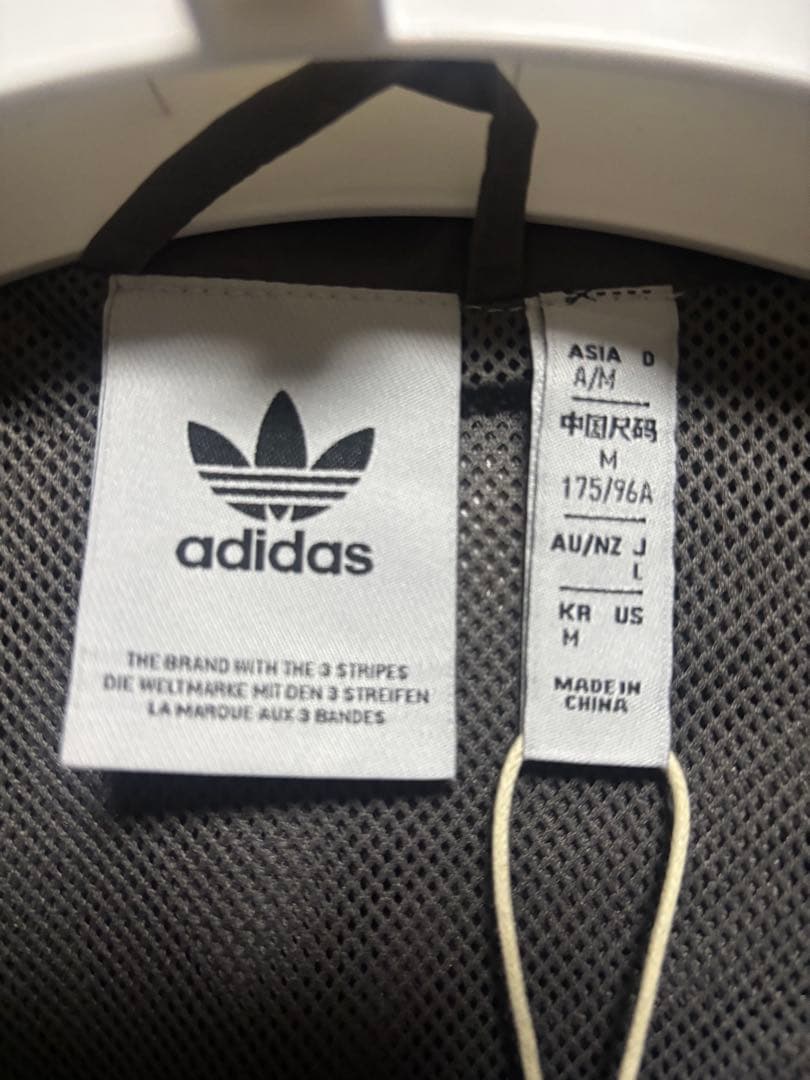 adidas
THE BRAND WITH THE 3 STRIPES
DIE WELTMARKE MIT DEN 3 STREIFEN
LA MARQUE AUX 3 BANDES
ASIA D
A/M
中国尺码
M
175/96A
AU/NZ J
L
KR US
M
MADE IN
CHINA